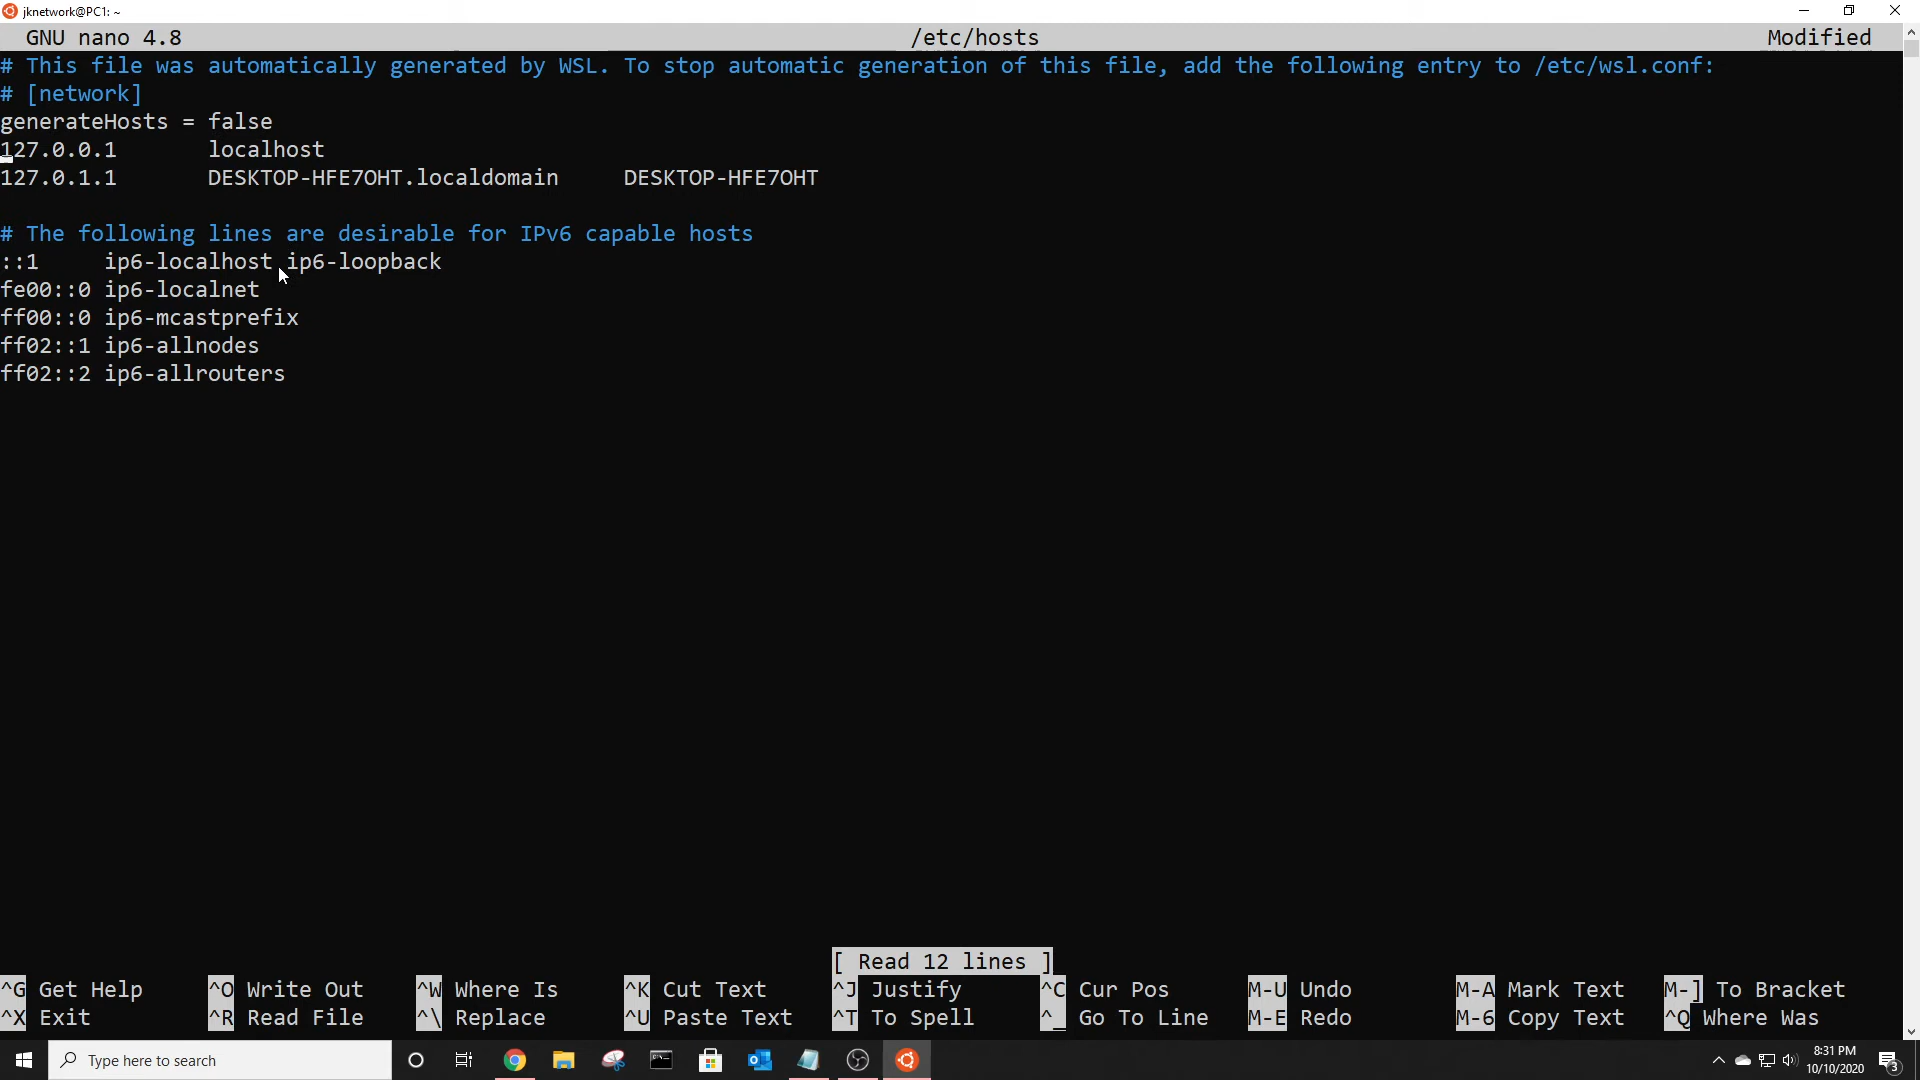 jknetwork@PC1: ~
GNU nano 4.8 /etc/hosts Modified
# This file was automatically generated by WSL. To stop automatic generation of this file, add the following entry to /etc/wsl.conf:
# [network]
generateHosts = false
127.0.0.1 localhost
127.0.1.1 DESKTOP-HFE7OHT.localdomain DESKTOP-HFE7OHT
# The following lines are desirable for IPv6 capable hosts
::1 ip6-localhost ip6-loopback
fe00::0 ip6-localnet
ff00::0 ip6-mcastprefix
ff02::1 ip6-allnodes
ff02::2 ip6-allrouters
[ Read 12 lines ]
^G Get Help ^O Write Out ^W Where Is ^K Cut Text ^J Justify ^C Cur Pos M-U Undo M-A Mark Text M-] To Bracket
^X Exit ^R Read File ^\ Replace ^U Paste Text ^T To Spell ^_ Go To Line M-E Redo M-6 Copy Text ^Q Where Was
Type here to search
8:31 PM
10/10/2020
3